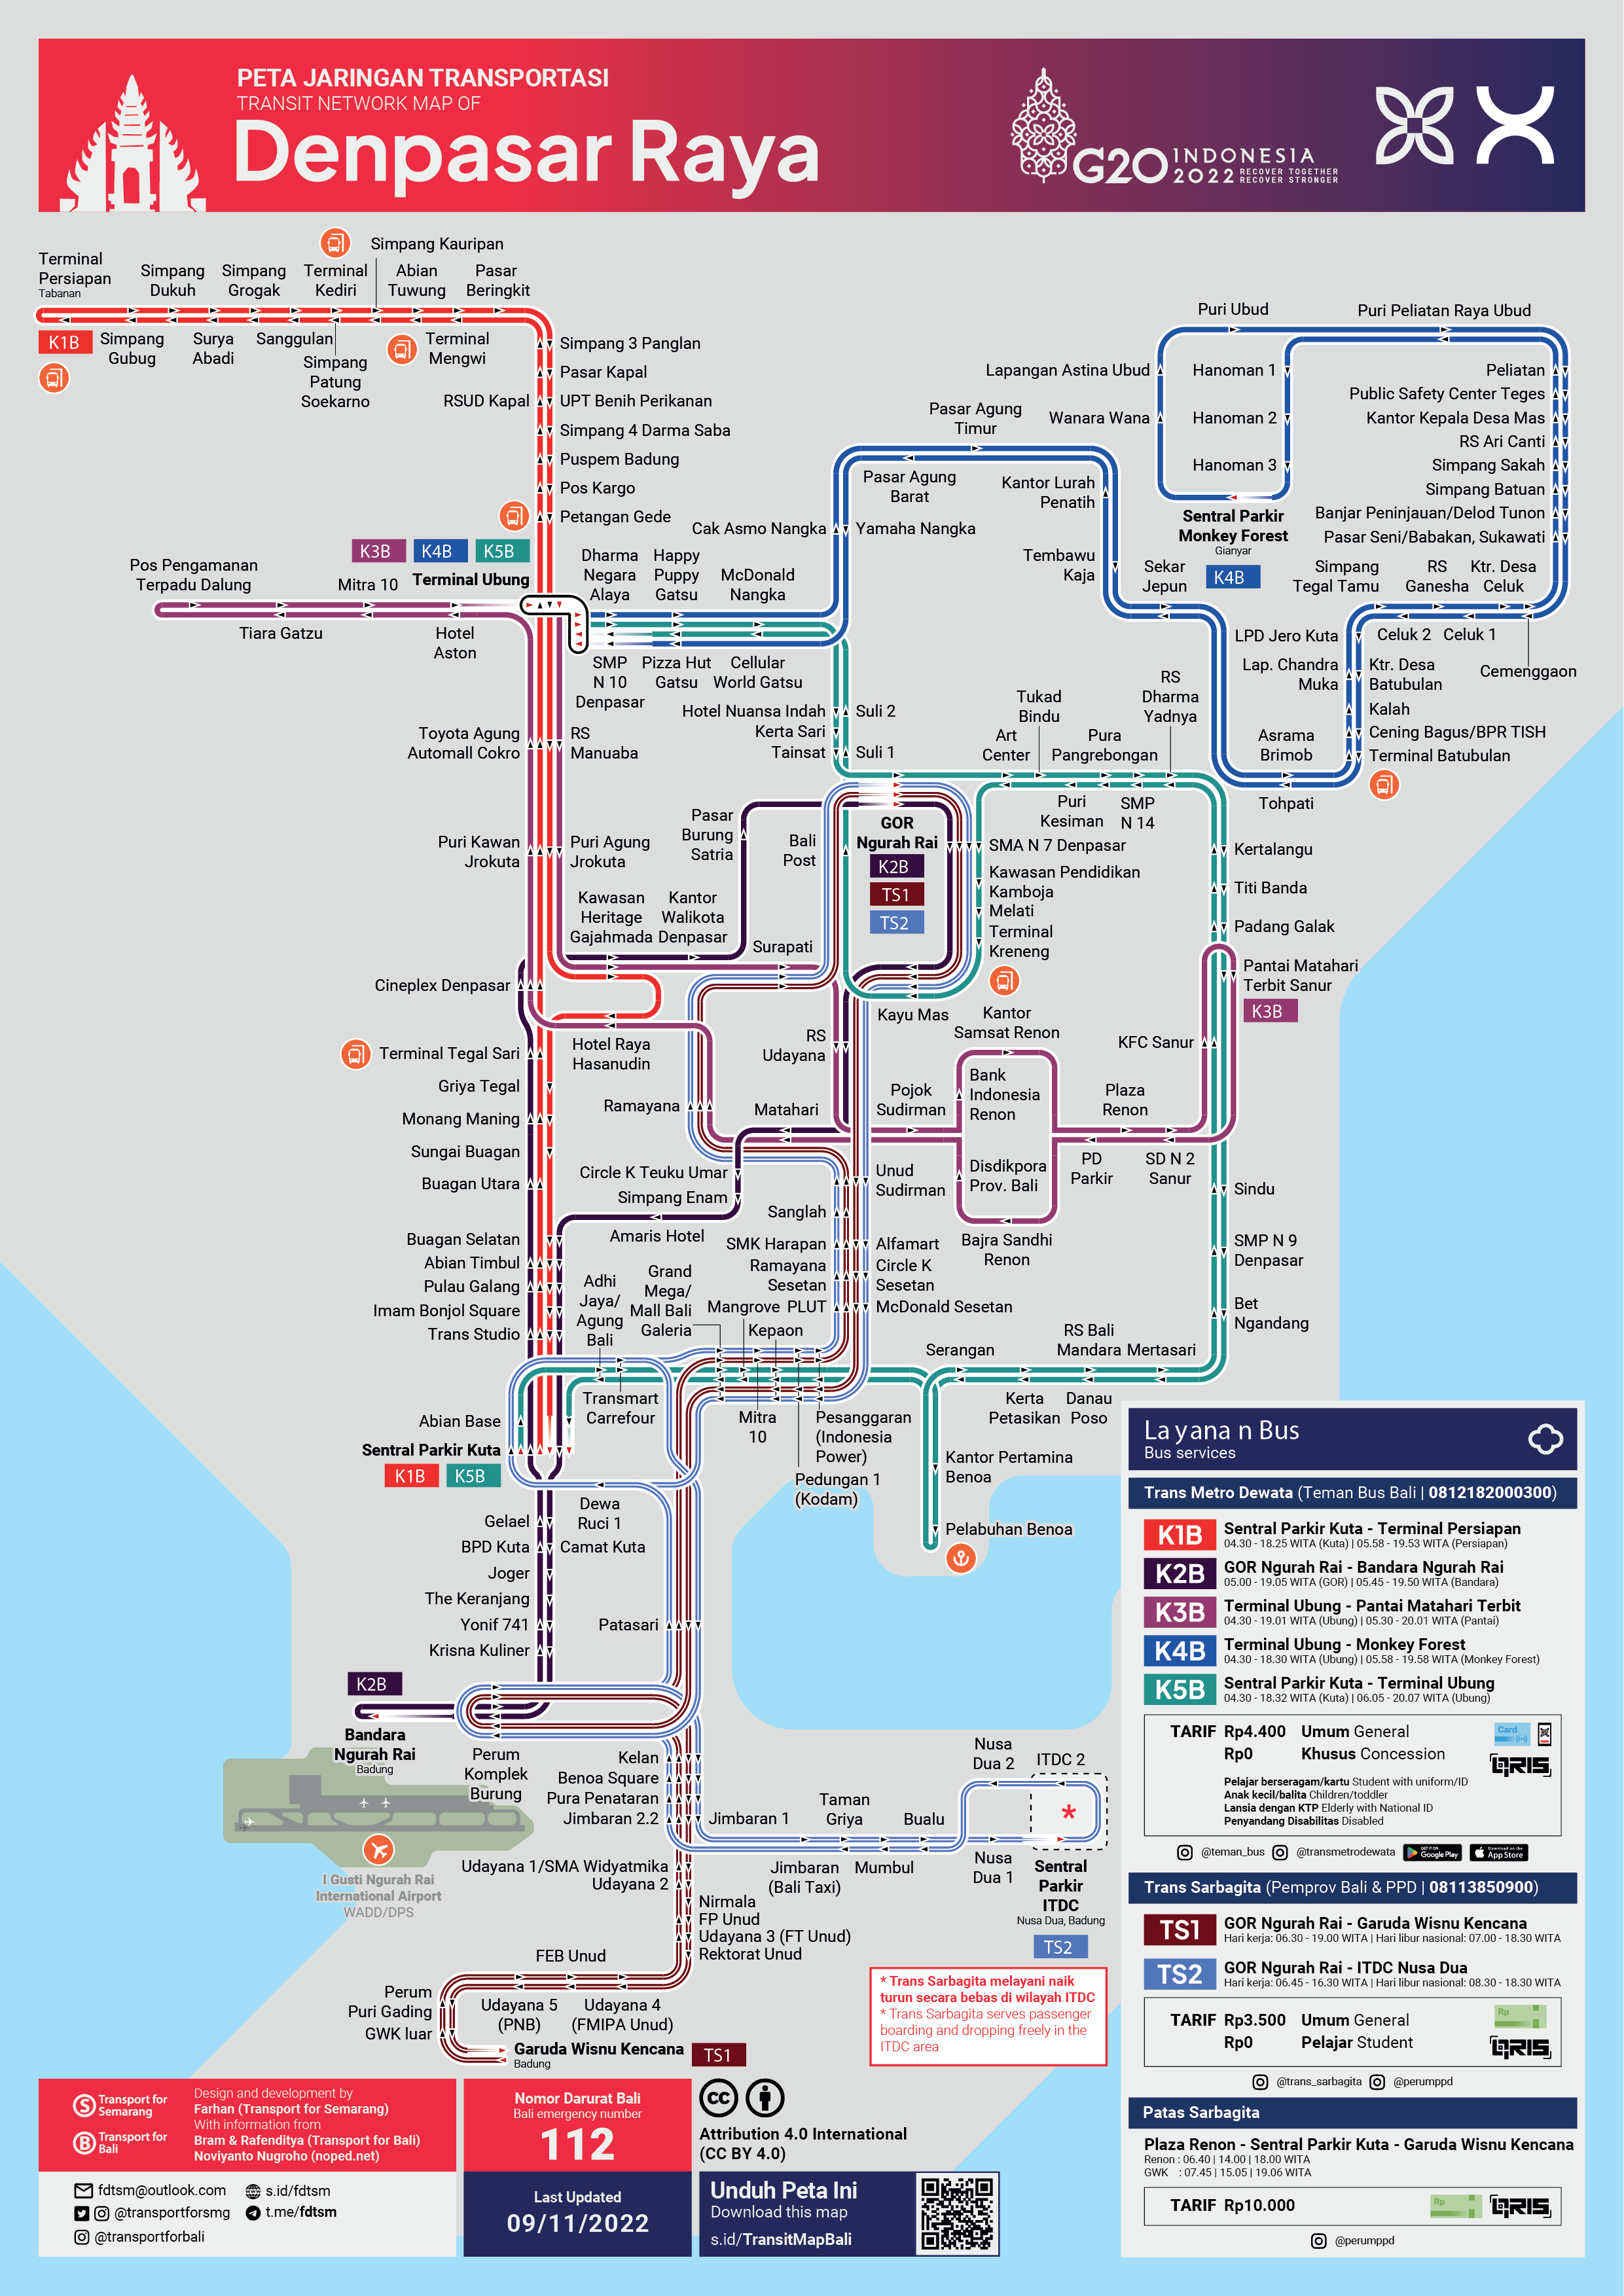 PETA JARINGAN TRANSPORTASI
TRANSIT NETWORK MAP OF
Denpasar Raya
G20 INDONESIA
2022 RECOVER TOGETHER
RECOVER STRONGER
Terminal
Persiapan
Tabanan
K1B
Simpang
Gubug
Simpang
Dukuh
Surya
Abadi
Simpang
Grogak
Sanggulan
Terminal
Kediri
Simpang
Patung
Soekarno
Simpang Kauripan
Abian
Tuwung
Terminal
Mengwi
Pasar
Beringkit
Simpang 3 Panglan
Pasar Kapal
RSUD Kapal
UPT Benih Perikanan
Simpang 4 Darma Saba
Puspem Badung
Pos Kargo
Petangan Gede
K3B
K4B
K5B
Terminal Ubung
Pos Pengamanan
Terpadu Dalung
Mitra 10
Tiara Gatzu
Hotel
Aston
Dharma
Negara
Alaya
Happy
Puppy
Gatsu
McDonald
Nangka
SMP
N 10
Denpasar
Pizza Hut
Gatsu
Cellular
World Gatsu
Cak Asmo Nangka
Yamaha Nangka
Pasar Agung
Barat
Pasar Agung
Timur
Kantor Lurah
Penatih
Tembawu
Kaja
Sekar
Jepun
Puri Ubud
Puri Peliatan Raya Ubud
Lapangan Astina Ubud
Wanara Wana
Hanoman 1
Hanoman 2
Hanoman 3
Sentral Parkir
Monkey Forest
Gianyar
K4B
Peliatan
Public Safety Center Teges
Kantor Kepala Desa Mas
RS Ari Canti
Simpang Sakah
Simpang Batuan
Banjar Peninjauan/Delod Tunon
Pasar Seni/Babakan, Sukawati
Simpang
Tegal Tamu
RS
Ganesha
Ktr. Desa
Celuk
LPD Jero Kuta
Celuk 2
Celuk 1
Cemenggaon
Lap. Chandra
Muka
Ktr. Desa
Batubulan
Kalah
Cening Bagus/BPR TISH
Terminal Batubulan
Asrama
Brimob
Tohpati
Hotel Nuansa Indah
Kerta Sari
Tainsat
Suli 2
Suli 1
Art
Center
Tukad
Bindu
Pura
Pangrebongan
RS
Dharma
Yadnya
Puri
Kesiman
SMP
N 14
Toyota Agung
Automall Cokro
RS
Manuaba
Puri Kawan
Jrokuta
Puri Agung
Jrokuta
Pasar
Burung
Satria
Bali
Post
GOR
Ngurah Rai
K2B
TS1
TS2
SMA N 7 Denpasar
Kawasan Pendidikan
Kamboja
Melati
Terminal
Kreneng
Kertalangu
Titi Banda
Padang Galak
Kawasan
Heritage
Gajahmada
Kantor
Walikota
Denpasar
Surapati
Cineplex Denpasar
Pantai Matahari
Terbit Sanur
K3B
Kayu Mas
Kantor
Samsat Renon
KFC Sanur
Terminal Tegal Sari
Hotel Raya
Hasanudin
RS
Udayana
Griya Tegal
Monang Maning
Sungai Buagan
Buagan Utara
Ramayana
Matahari
Pojok
Sudirman
Bank
Indonesia
Renon
Plaza
Renon
Circle K Teuku Umar
Simpang Enam
Unud
Sudirman
Disdikpora
Prov. Bali
PD
Parkir
SD N 2
Sanur
Sindu
Sanglah
Amaris Hotel
Bajra Sandhi
Renon
Buagan Selatan
Abian Timbul
Pulau Galang
Imam Bonjol Square
Trans Studio
SMK Harapan
Ramayana
Sesetan
PLUT
Alfamart
Circle K
Sesetan
McDonald Sesetan
SMP N 9
Denpasar
Bet
Ngandang
Adhi
Jaya/
Agung
Bali
Grand
Mega/
Mall Bali
Galeria
Mangrove
Kepaon
Serangan
RS Bali
Mandara
Mertasari
Transmart
Carrefour
Mitra
10
Pesanggaran
(Indonesia
Power)
Pedungan 1
(Kodam)
Kerta
Petasikan
Danau
Poso
Abian Base
Sentral Parkir Kuta
K1B
K5B
Kantor Pertamina
Benoa
Pelabuhan Benoa
Dewa
Ruci 1
Gelael
BPD Kuta
Camat Kuta
Joger
The Keranjang
Yonif 741
Krisna Kuliner
Patasari
K2B
Bandara
Ngurah Rai
Badung
Perum
Komplek
Burung
I Gusti Ngurah Rai
International Airport
WADD/DPS
Kelan
Benoa Square
Pura Penataran
Jimbaran 2.2
Jimbaran 1
Taman
Griya
Bualu
Jimbaran
(Bali Taxi)
Mumbul
Nusa
Dua 2
Nusa
Dua 1
ITDC 2
*
Sentral
Parkir
ITDC
Nusa Dua, Badung
TS2
Udayana 1/SMA Widyatmika
Udayana 2
Nirmala
FP Unud
Udayana 3 (FT Unud)
Rektorat Unud
FEB Unud
Udayana 5
(PNB)
Udayana 4
(FMIPA Unud)
Perum
Puri Gading
GWK luar
Garuda Wisnu Kencana
Badung
TS1
* Trans Sarbagita melayani naik
turun secara bebas di wilayah ITDC
* Trans Sarbagita serves passenger
boarding and dropping freely in the
ITDC area
Layanan Bus
Bus services
Trans Metro Dewata (Teman Bus Bali | 0812182000300)
K1B Sentral Parkir Kuta - Terminal Persiapan
04.30 - 18.25 WITA (Kuta) | 05.58 - 19.53 WITA (Persiapan)
K2B GOR Ngurah Rai - Bandara Ngurah Rai
05.00 - 19.05 WITA (GOR) | 05.45 - 19.50 WITA (Bandara)
K3B Terminal Ubung - Pantai Matahari Terbit
04.30 - 19.01 WITA (Ubung) | 05.30 - 20.01 WITA (Pantai)
K4B Terminal Ubung - Monkey Forest
04.30 - 18.30 WITA (Ubung) | 05.58 - 19.58 WITA (Monkey Forest)
K5B Sentral Parkir Kuta - Terminal Ubung
04.30 - 18.32 WITA (Kuta) | 06.05 - 20.07 WITA (Ubung)
TARIF Rp4.400 Umum General
Rp0 Khusus Concession
Card
QRIS
Pelajar berseragam/kartu Student with uniform/ID
Anak kecil/balita Children/toddler
Lansia dengan KTP Elderly with National ID
Penyandang Disabilitas Disabled
@teman_bus @transmetrodewata GET IT ON Google Play Download on the App Store
Trans Sarbagita (Pemprov Bali & PPD | 08113850900)
TS1 GOR Ngurah Rai - Garuda Wisnu Kencana
Hari kerja: 06.30 - 19.00 WITA | Hari libur nasional: 07.00 - 18.30 WITA
TS2 GOR Ngurah Rai - ITDC Nusa Dua
Hari kerja: 06.45 - 16.30 WITA | Hari libur nasional: 08.30 - 18.30 WITA
TARIF Rp3.500 Umum General
Rp0 Pelajar Student
Rp
QRIS
@trans_sarbagita @perumppd
Patas Sarbagita
Plaza Renon - Sentral Parkir Kuta - Garuda Wisnu Kencana
Renon : 06.40 | 14.00 | 18.00 WITA
GWK : 07.45 | 15.05 | 19.06 WITA
TARIF Rp10.000
Rp
QRIS
@perumppd
Transport for
Semarang
Transport for
Bali
Design and development by
Farhan (Transport for Semarang)
With information from
Bram & Rafenditya (Transport for Bali)
Noviyanto Nugroho (noped.net)
fdtsm@outlook.com
s.id/fdtsm
@transportforsmg
t.me/fdtsm
@transportforbali
Nomor Darurat Bali
Bali emergency number
112
Last Updated
09/11/2022
cc
Attribution 4.0 International
(CC BY 4.0)
Unduh Peta Ini
Download this map
s.id/TransitMapBali